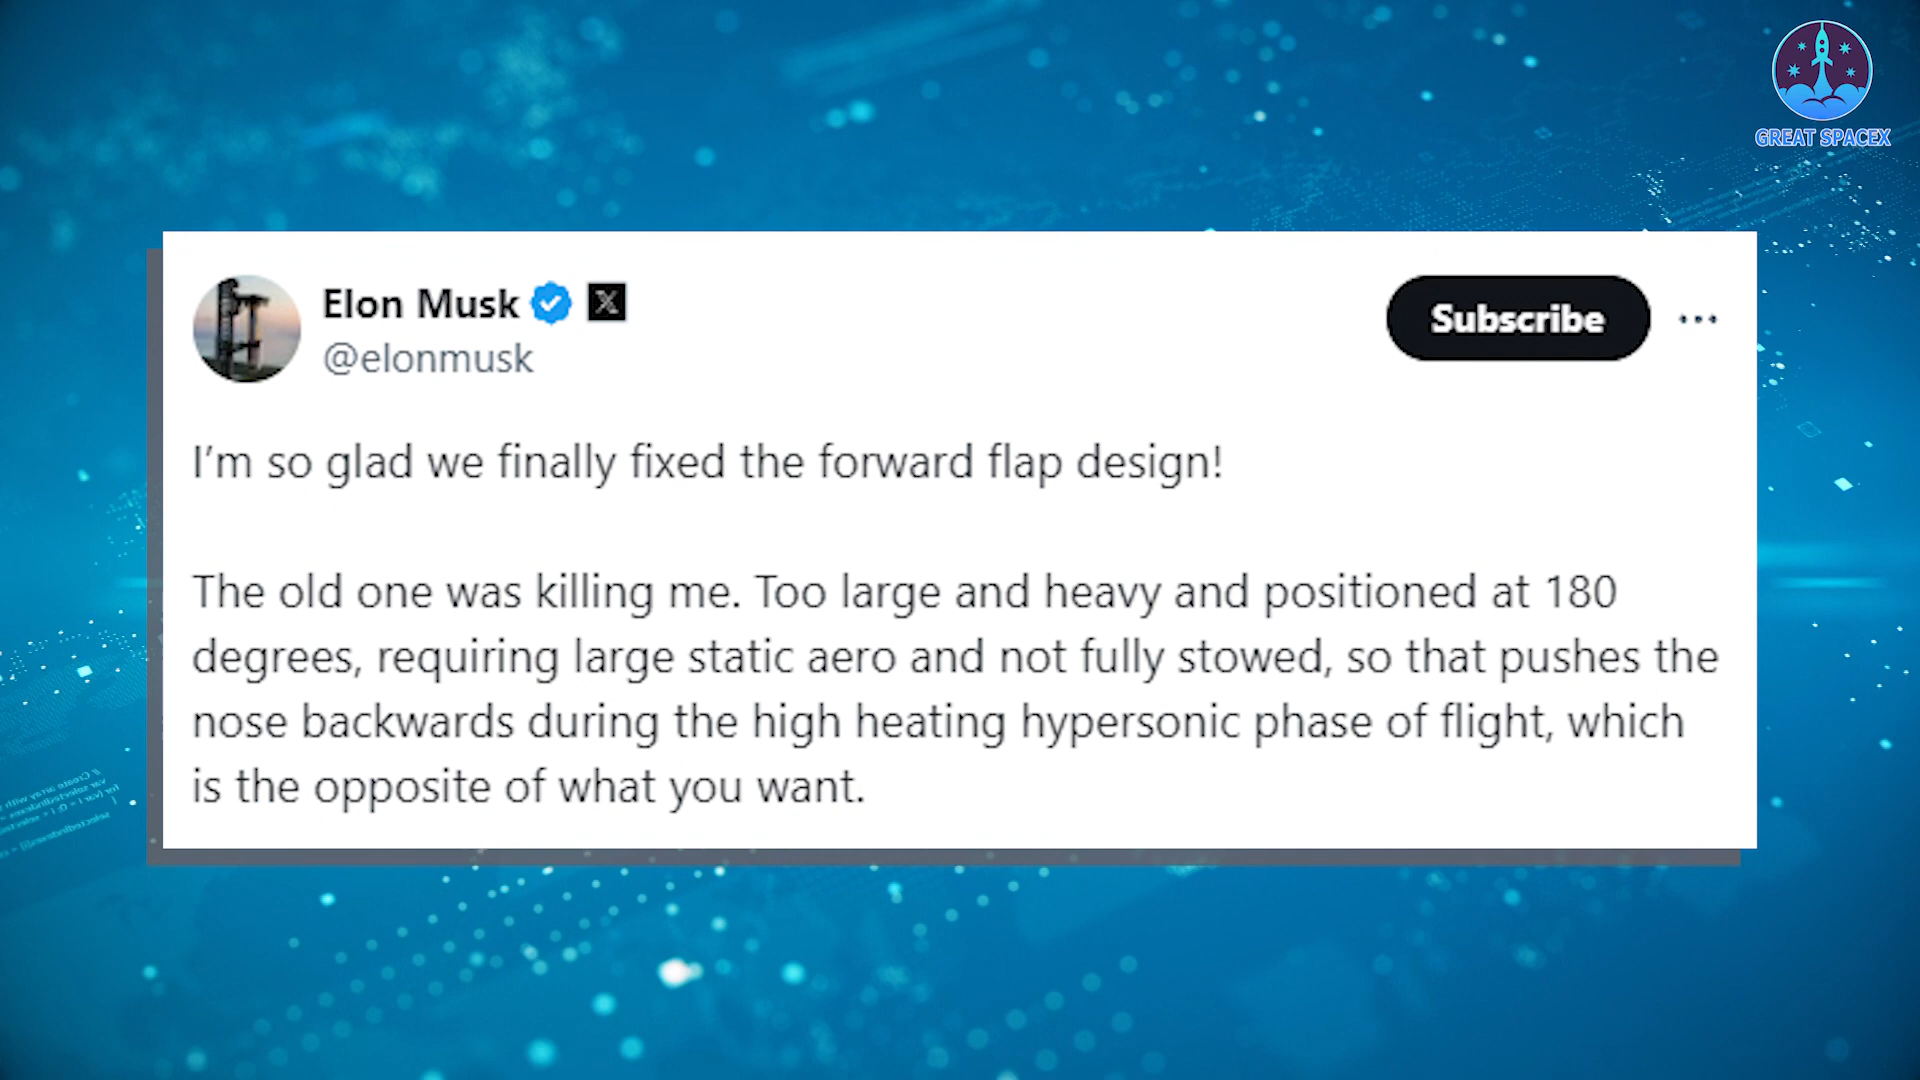 GREAT SPACEX
Elon Musk
@elonmusk
Subscribe
I’m so glad we finally fixed the forward flap design!
The old one was killing me. Too large and heavy and positioned at 180
degrees, requiring large static aero and not fully stowed, so that pushes the
nose backwards during the high heating hypersonic phase of flight, which
is the opposite of what you want.